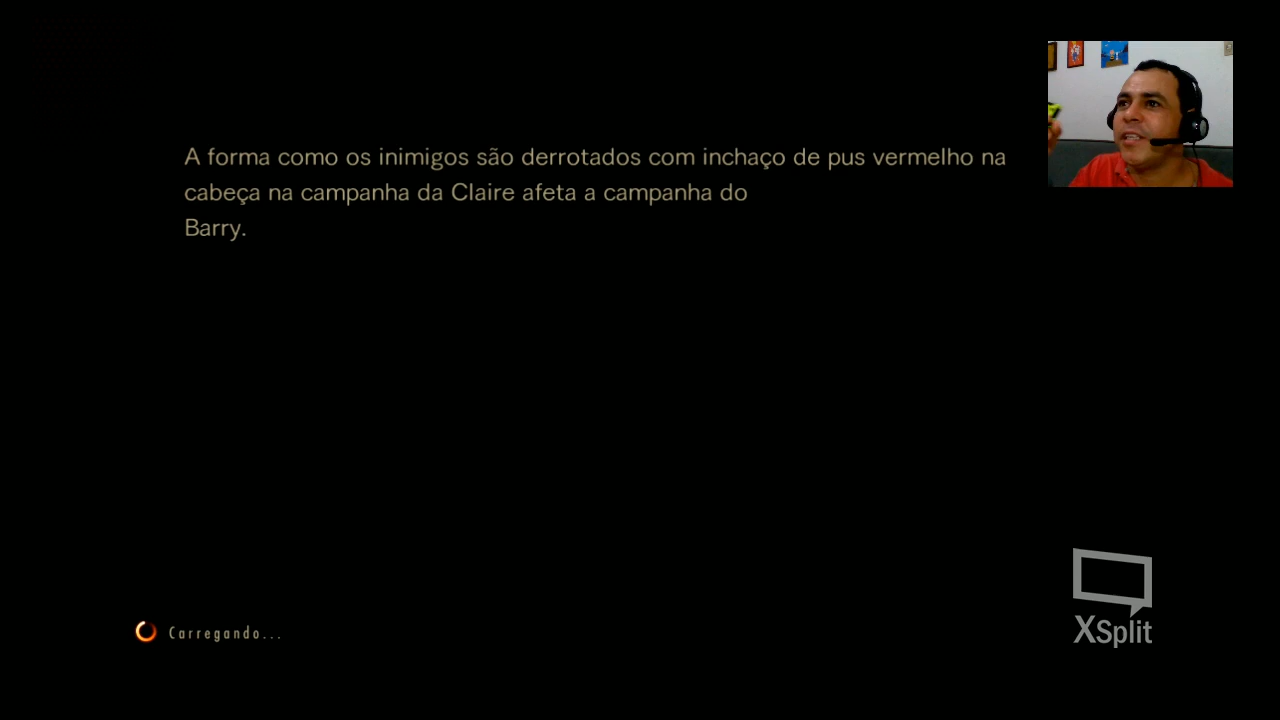 A forma como os inimigos são derrotados com inchaço de pus vermelho na
cabeça na campanha da Claire afeta a campanha do
Barry.
Carregando...
XSplit